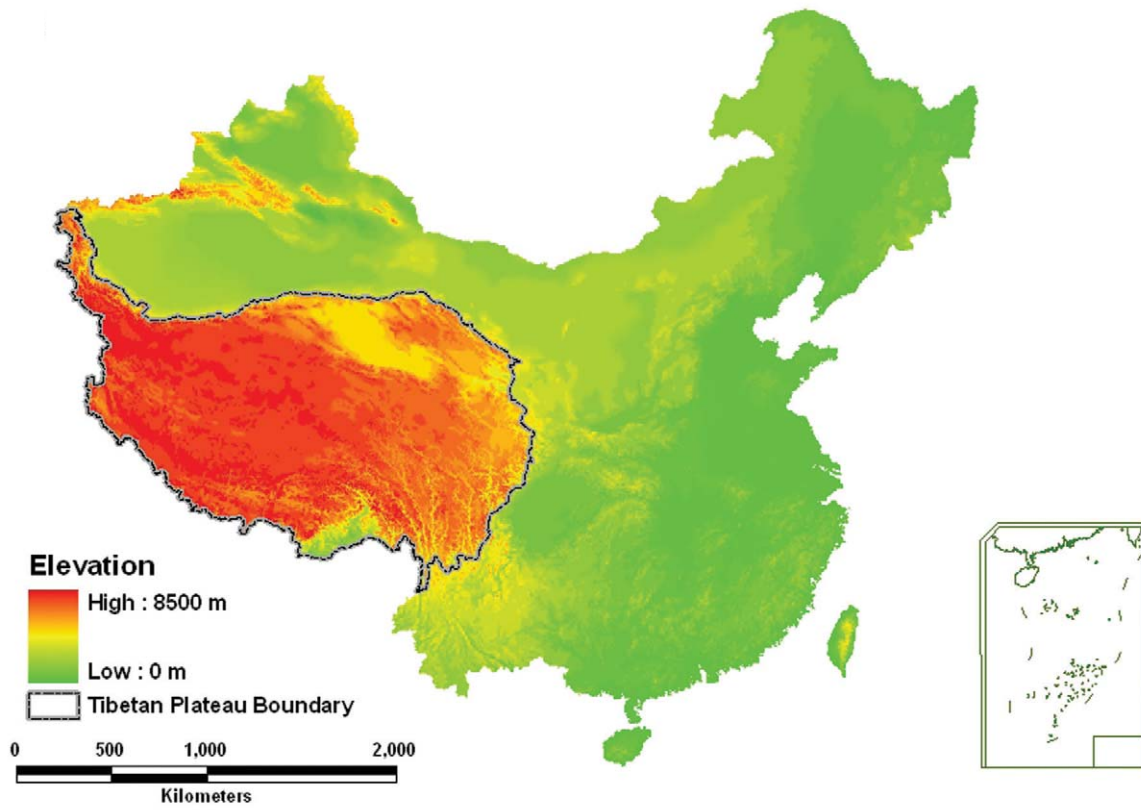 Elevation
High : 8500 m
Low : 0 m
Tibetan Plateau Boundary
0 500 1,000 2,000
Kilometers